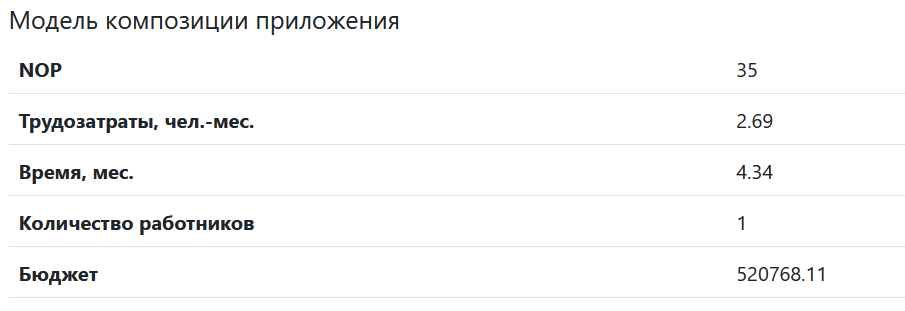 Модель композиции приложения
NOP 35
Трудозатраты, чел.-мес. 2.69
Время, мес. 4.34
Количество работников 1
Бюджет 520768.11